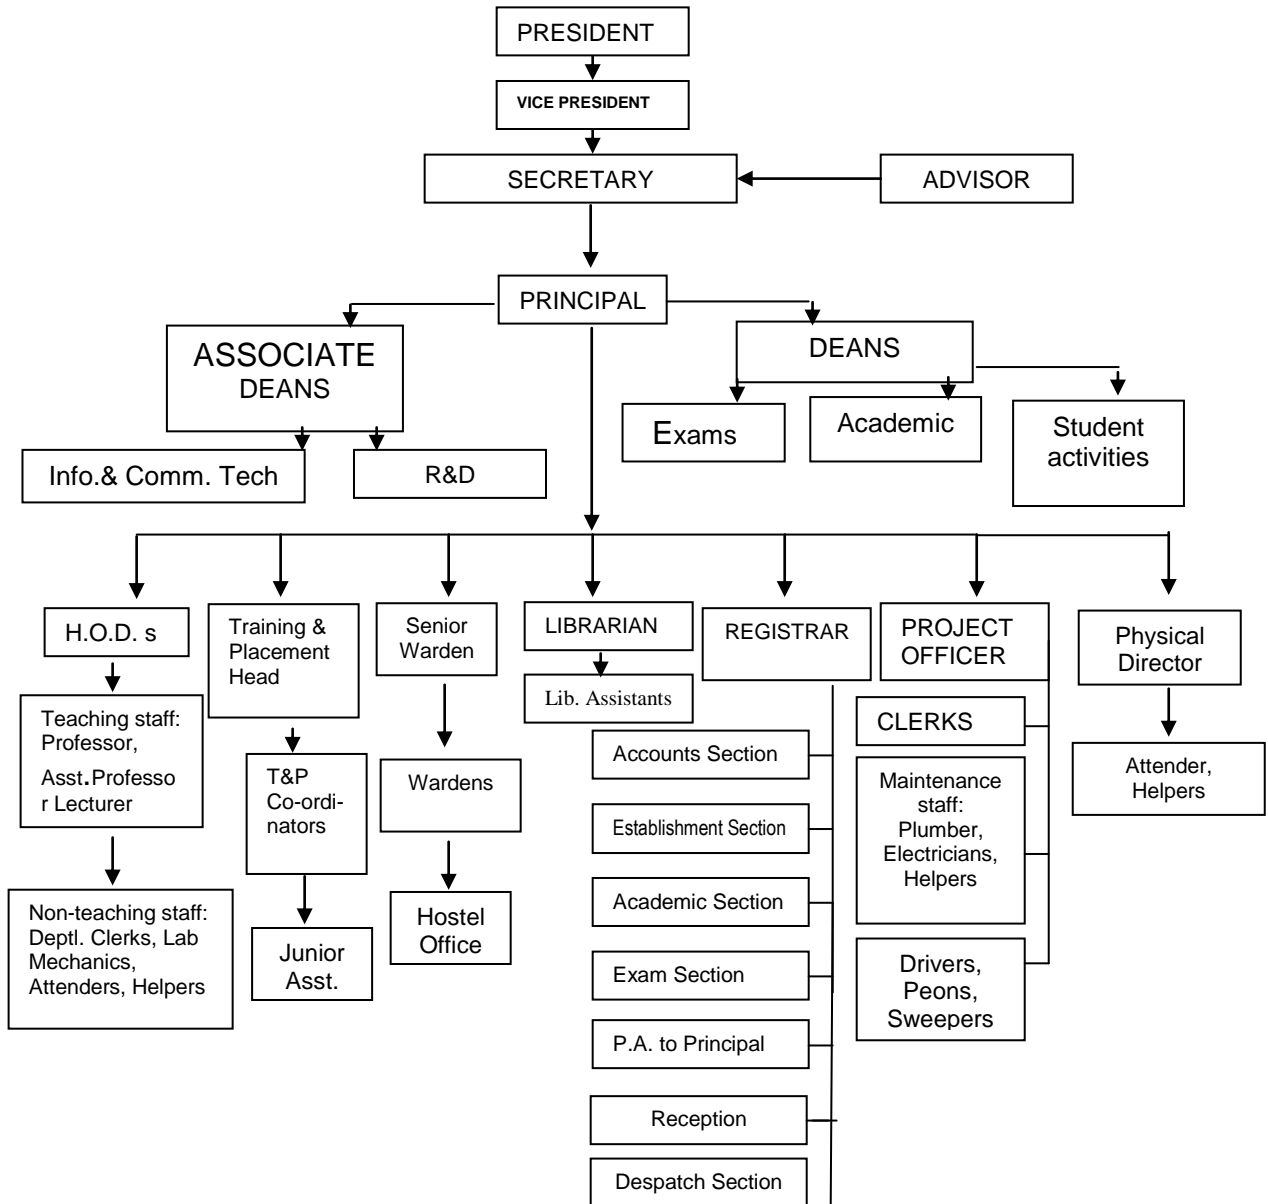 PRESIDENT
VICE PRESIDENT
SECRETARY
ADVISOR
PRINCIPAL
ASSOCIATE
DEANS
DEANS
Info.& Comm. Tech
R&D
Exams
Academic
Student
activities
H.O.D. s
Training &
Placement
Head
Senior
Warden
LIBRARIAN
REGISTRAR
PROJECT
OFFICER
Physical
Director
Teaching staff:
Professor,
Asst.Professo
r Lecturer
Non-teaching staff:
Deptl. Clerks, Lab
Mechanics,
Attenders, Helpers
T&P
Co-ordi-
nators
Junior
Asst.
Wardens
Hostel
Office
Lib. Assistants
Accounts Section
Establishment Section
Academic Section
Exam Section
P.A. to Principal
Reception
Despatch Section
CLERKS
Maintenance
staff:
Plumber,
Electricians,
Helpers
Drivers,
Peons,
Sweepers
Attender,
Helpers